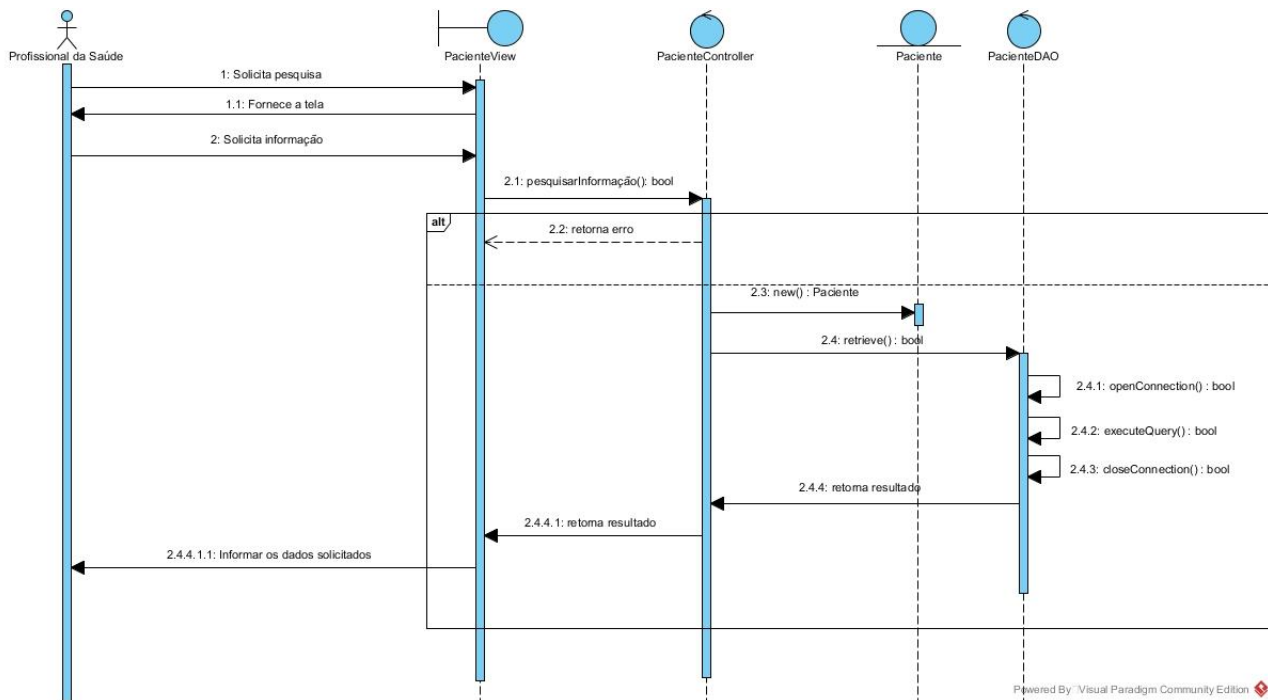 Profissional da Saúde
PacienteView
PacienteController
Paciente
PacienteDAO
1: Solicita pesquisa
1.1: Fornece a tela
2: Solicita informação
2.1: pesquisarInformação(): bool
alt
2.2: retorna erro
2.3: new() : Paciente
2.4: retrieve() : bool
2.4.1: openConnection() : bool
2.4.2: executeQuery() : bool
2.4.3: closeConnection() : bool
2.4.4: retorna resultado
2.4.4.1: retorna resultado
2.4.4.1.1: Informar os dados solicitados
Powered By Visual Paradigm Community Edition